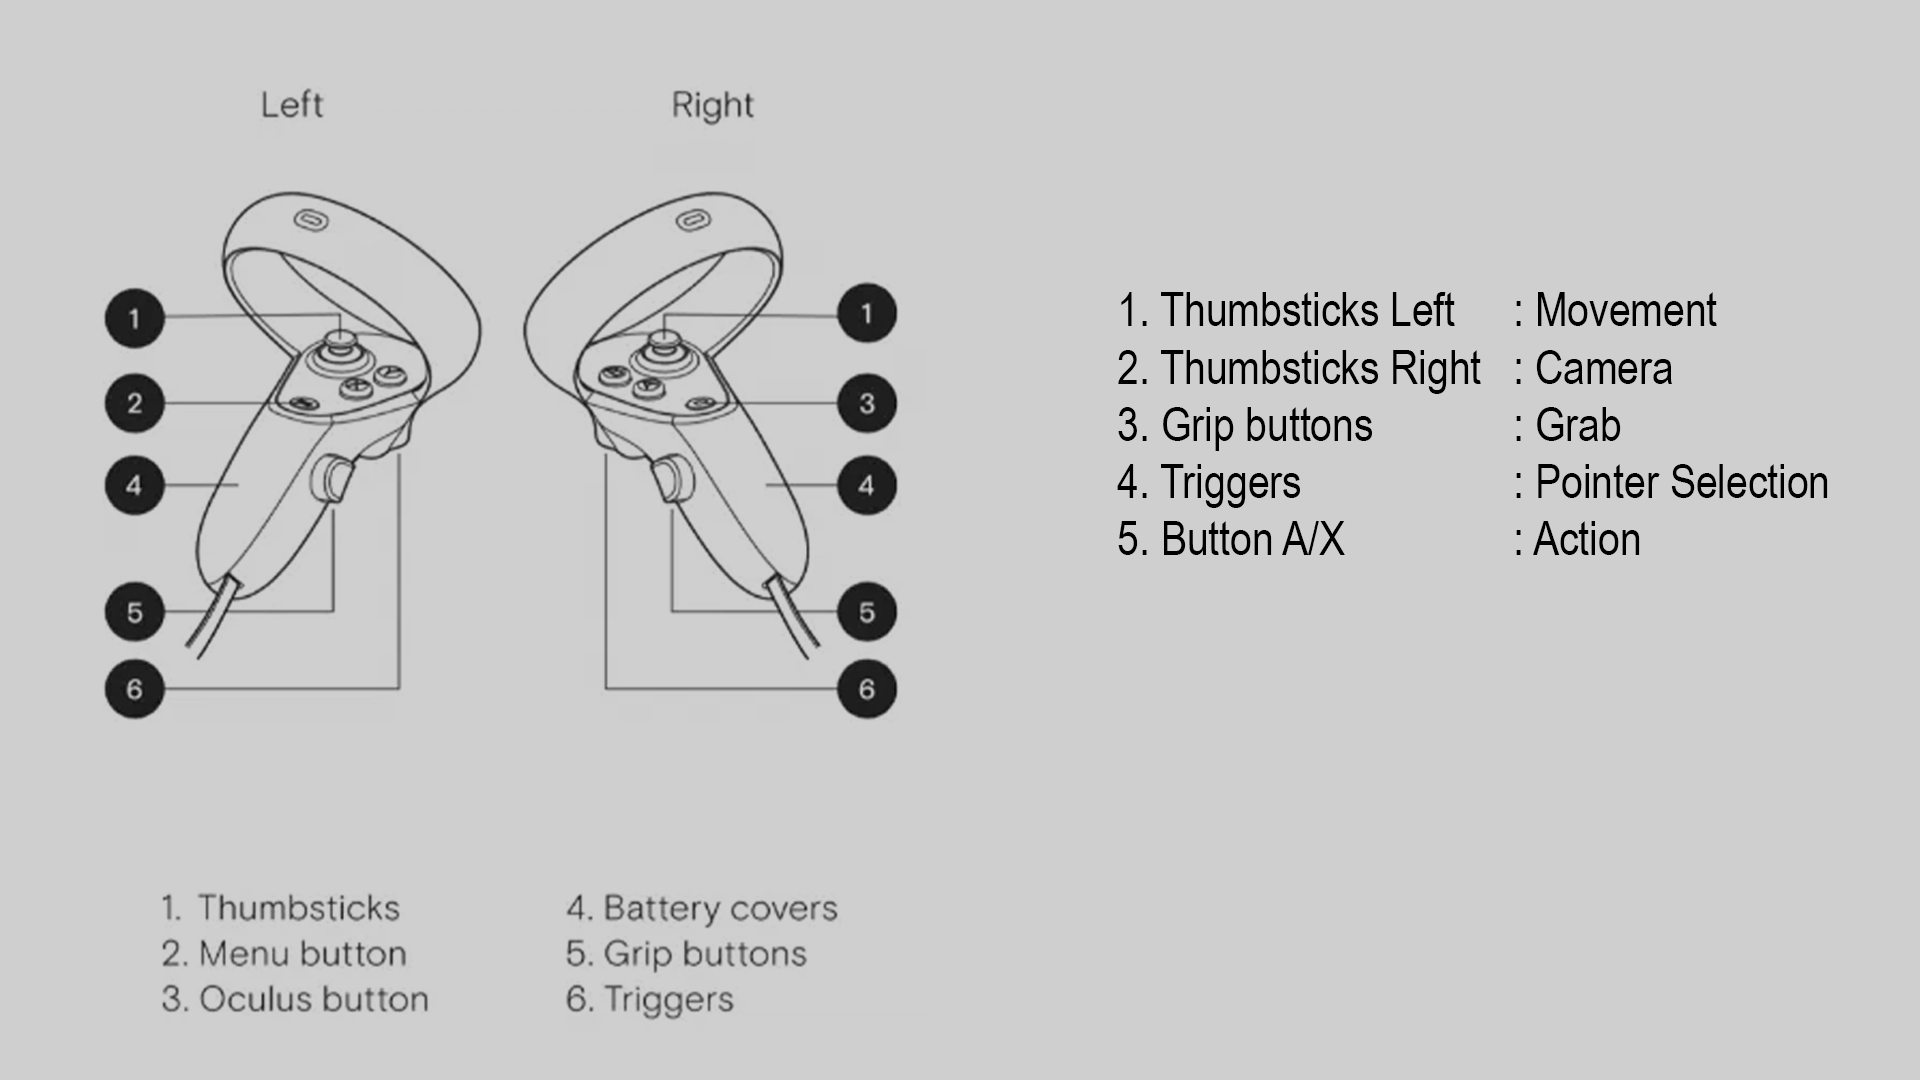 Left
Right
1
1
2
3
4
4
5
5
6
6
1. Thumbsticks
2. Menu button
3. Oculus button
4. Battery covers
5. Grip buttons
6. Triggers
1. Thumbsticks Left : Movement
2. Thumbsticks Right : Camera
3. Grip buttons : Grab
4. Triggers : Pointer Selection
5. Button A/X : Action